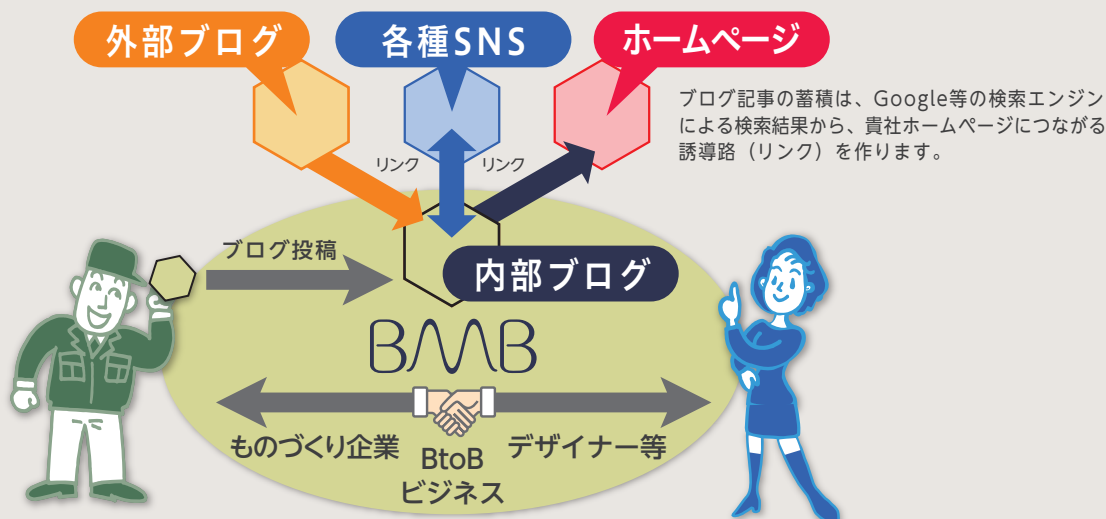 外部ブログ
各種SNS
ホームページ
ブログ記事の蓄積は、Google等の検索エンジン
による検索結果から、貴社ホームページにつながる
誘導路（リンク）を作ります。
リンク
リンク
ブログ投稿
内部ブログ
BMB
ものづくり企業
BtoB
ビジネス
デザイナー等